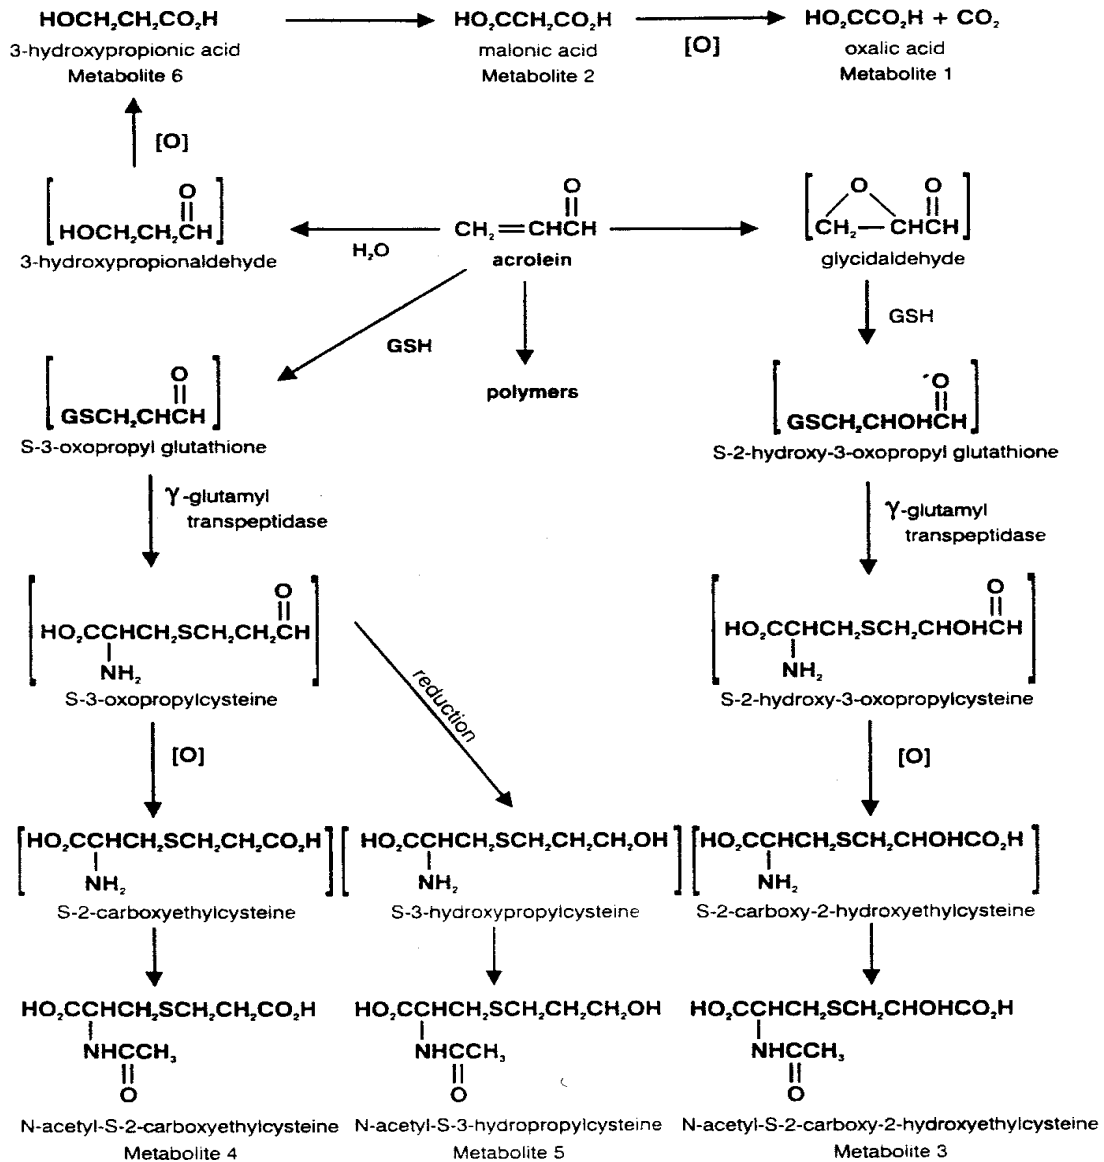 HOCH₂CH₂CO₂H
3-hydroxypropionic acid
Metabolite 6
HO₂CCH₂CO₂H
malonic acid
Metabolite 2
[O]
HO₂CCO₂H + CO₂
oxalic acid
Metabolite 1
[O]
O
HOCH₂CH₂CH
3-hydroxypropionaldehyde
H₂O
O
CH₂=CHCH
acrolein
O
O
CH₂—CHCH
glycidaldehyde
GSH
GSH
polymers
O
GSCH₂CHCH
S-3-oxopropyl glutathione
O
GSCH₂CHOHCH
S-2-hydroxy-3-oxopropyl glutathione
γ-glutamyl
transpeptidase
γ-glutamyl
transpeptidase
O
HO₂CCHCH₂SCH₂CH₂CH
NH₂
S-3-oxopropylcysteine
reduction
O
HO₂CCHCH₂SCH₂CHOHCH
NH₂
S-2-hydroxy-3-oxopropylcysteine
[O]
[O]
HO₂CCHCH₂SCH₂CH₂CO₂H
NH₂
S-2-carboxyethylcysteine
HO₂CCHCH₂SCH₂CH₂CH₂OH
NH₂
S-3-hydroxypropylcysteine
HO₂CCHCH₂SCH₂CHOHCO₂H
NH₂
S-2-carboxy-2-hydroxyethylcysteine
HO₂CCHCH₂SCH₂CH₂CO₂H
NHCCH₃
O
N-acetyl-S-2-carboxyethylcysteine
Metabolite 4
HO₂CCHCH₂SCH₂CH₂CH₂OH
NHCCH₃
O
N-acetyl-S-3-hydropropylcysteine
Metabolite 5
HO₂CCHCH₂SCH₂CHOHCO₂H
NHCCH₃
O
N-acetyl-S-2-carboxy-2-hydroxyethylcysteine
Metabolite 3